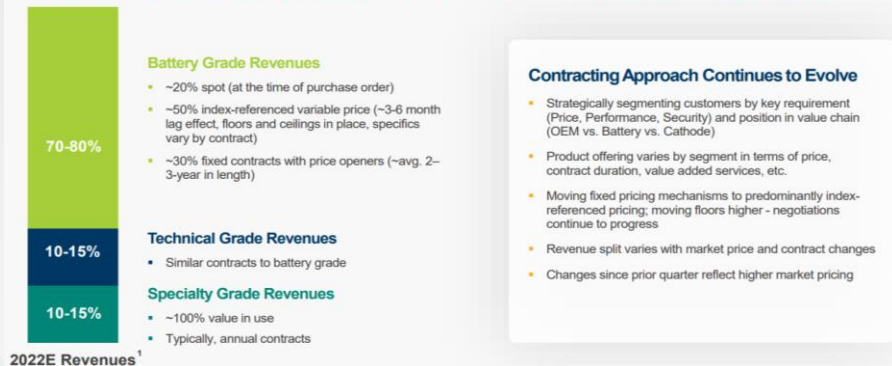 70-80%
10-15%
10-15%
2022E Revenues¹
Battery Grade Revenues
▪ ~20% spot (at the time of purchase order)
▪ ~50% index-referenced variable price (~3-6 month
lag effect, floors and ceilings in place, specifics
vary by contract)
▪ ~30% fixed contracts with price openers (~avg. 2–
3-year in length)
Technical Grade Revenues
▪ Similar contracts to battery grade
Specialty Grade Revenues
▪ ~100% value in use
▪ Typically, annual contracts
Contracting Approach Continues to Evolve
▪ Strategically segmenting customers by key requirement
(Price, Performance, Security) and position in value chain
(OEM vs. Battery vs. Cathode)
▪ Product offering varies by segment in terms of price,
contract duration, value added services, etc.
▪ Moving fixed pricing mechanisms to predominantly index-
referenced pricing; moving floors higher - negotiations
continue to progress
▪ Revenue split varies with market price and contract changes
▪ Changes since prior quarter reflect higher market pricing